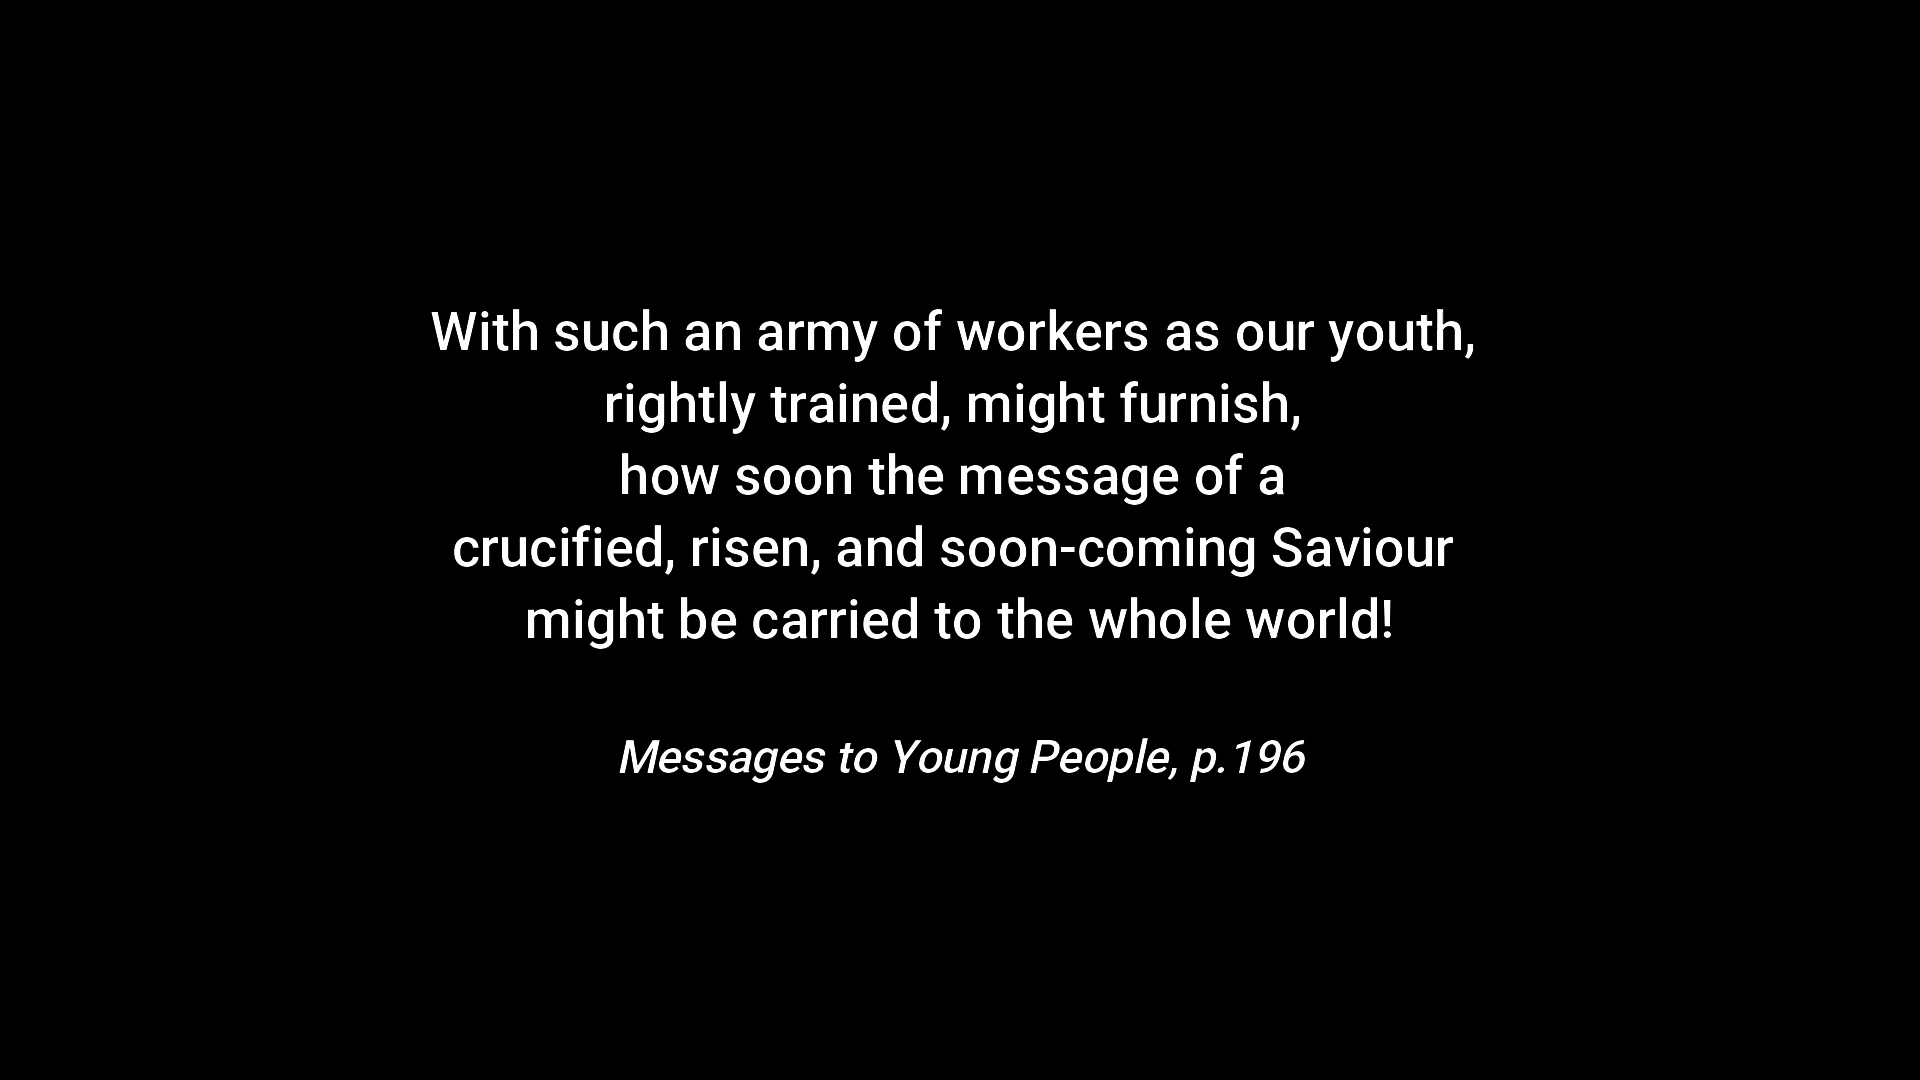 With such an army of workers as our youth,
rightly trained, might furnish,
how soon the message of a
crucified, risen, and soon-coming Saviour
might be carried to the whole world!
Messages to Young People, p.196